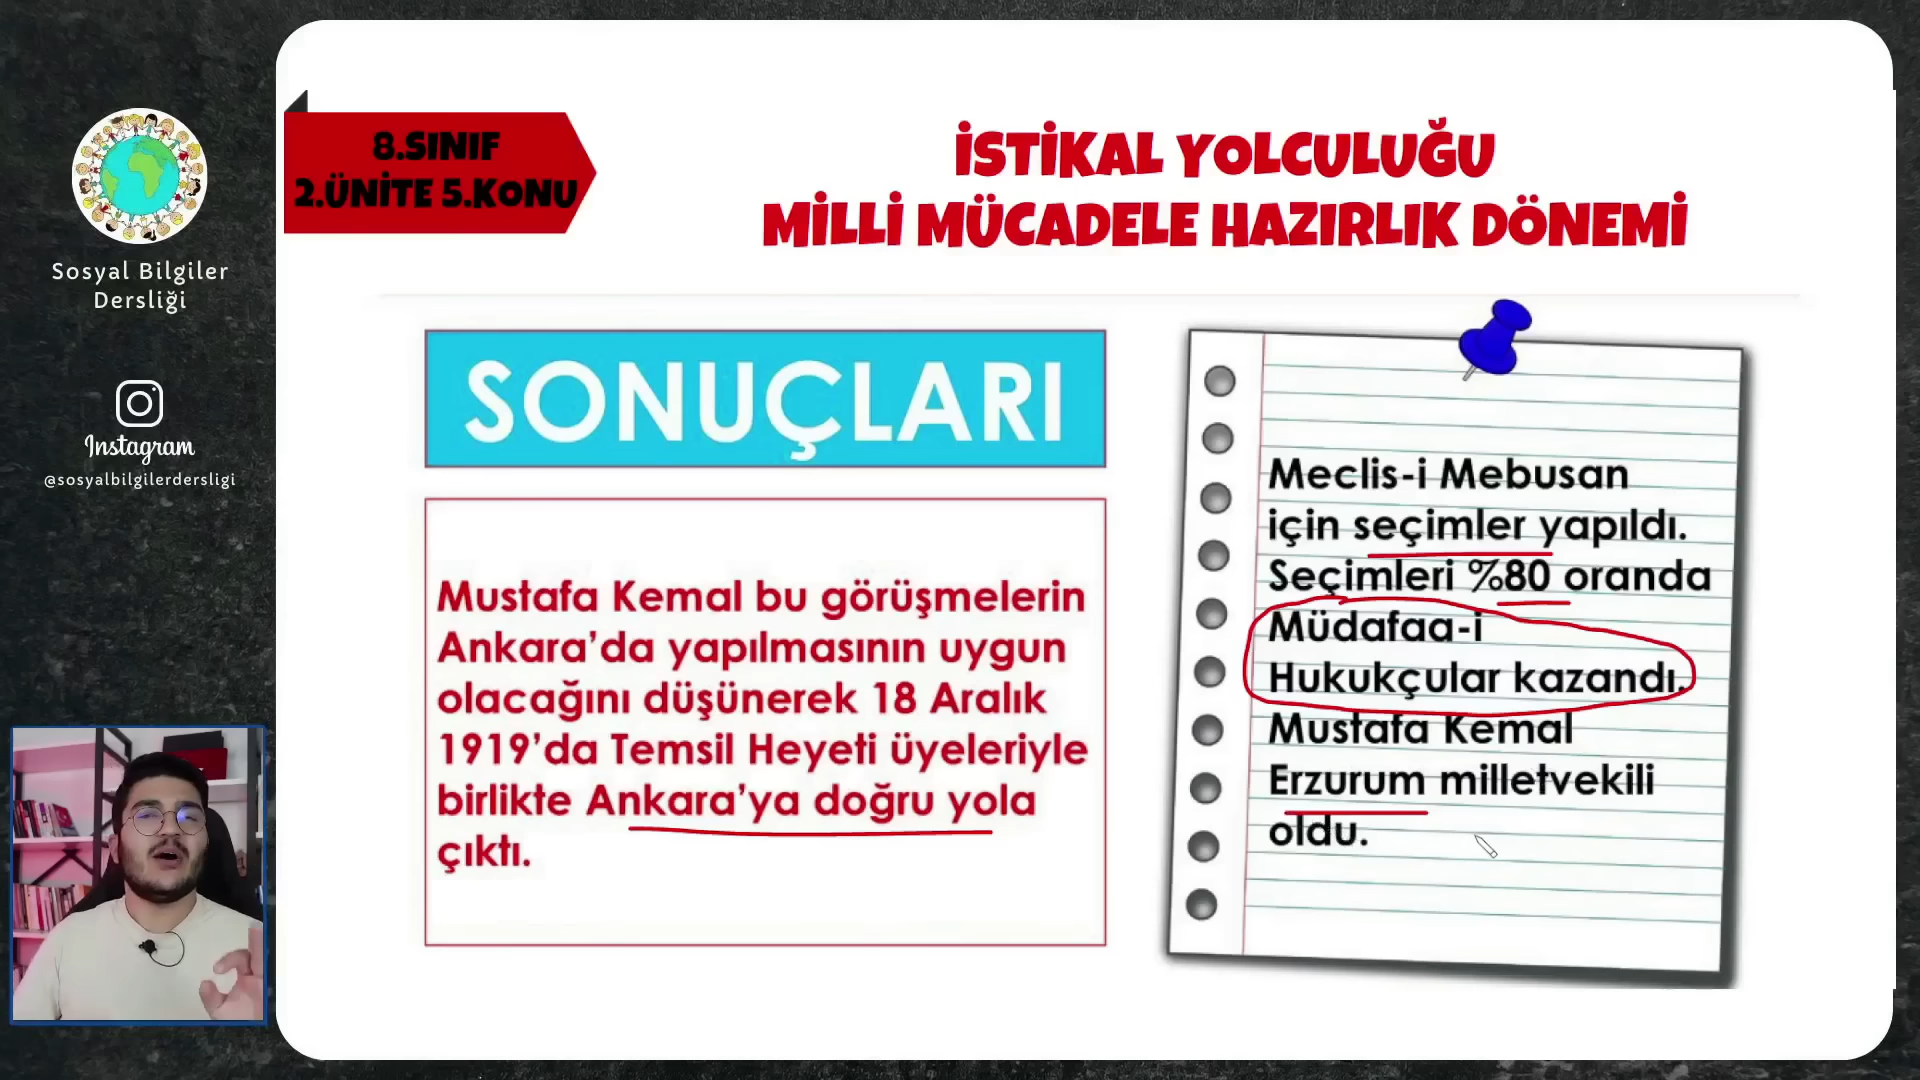 Sosyal Bilgiler
Dersliği
Instagram
@sosyalbilgilerdersligi
8.SINIF
2.ÜNİTE 5.KONU
İSTİKAL YOLCULUĞU
MİLLİ MÜCADELE HAZIRLIK DÖNEMİ
SONUÇLARI
Mustafa Kemal bu görüşmelerin
Ankara'da yapılmasının uygun
olacağını düşünerek 18 Aralık
1919'da Temsil Heyeti üyeleriyle
birlikte Ankara'ya doğru yola
çıktı.
Meclis-i Mebusan
için seçimler yapıldı.
Seçimleri %80 oranda
Müdafaa-i
Hukukçular kazandı.
Mustafa Kemal
Erzurum milletvekili
oldu.